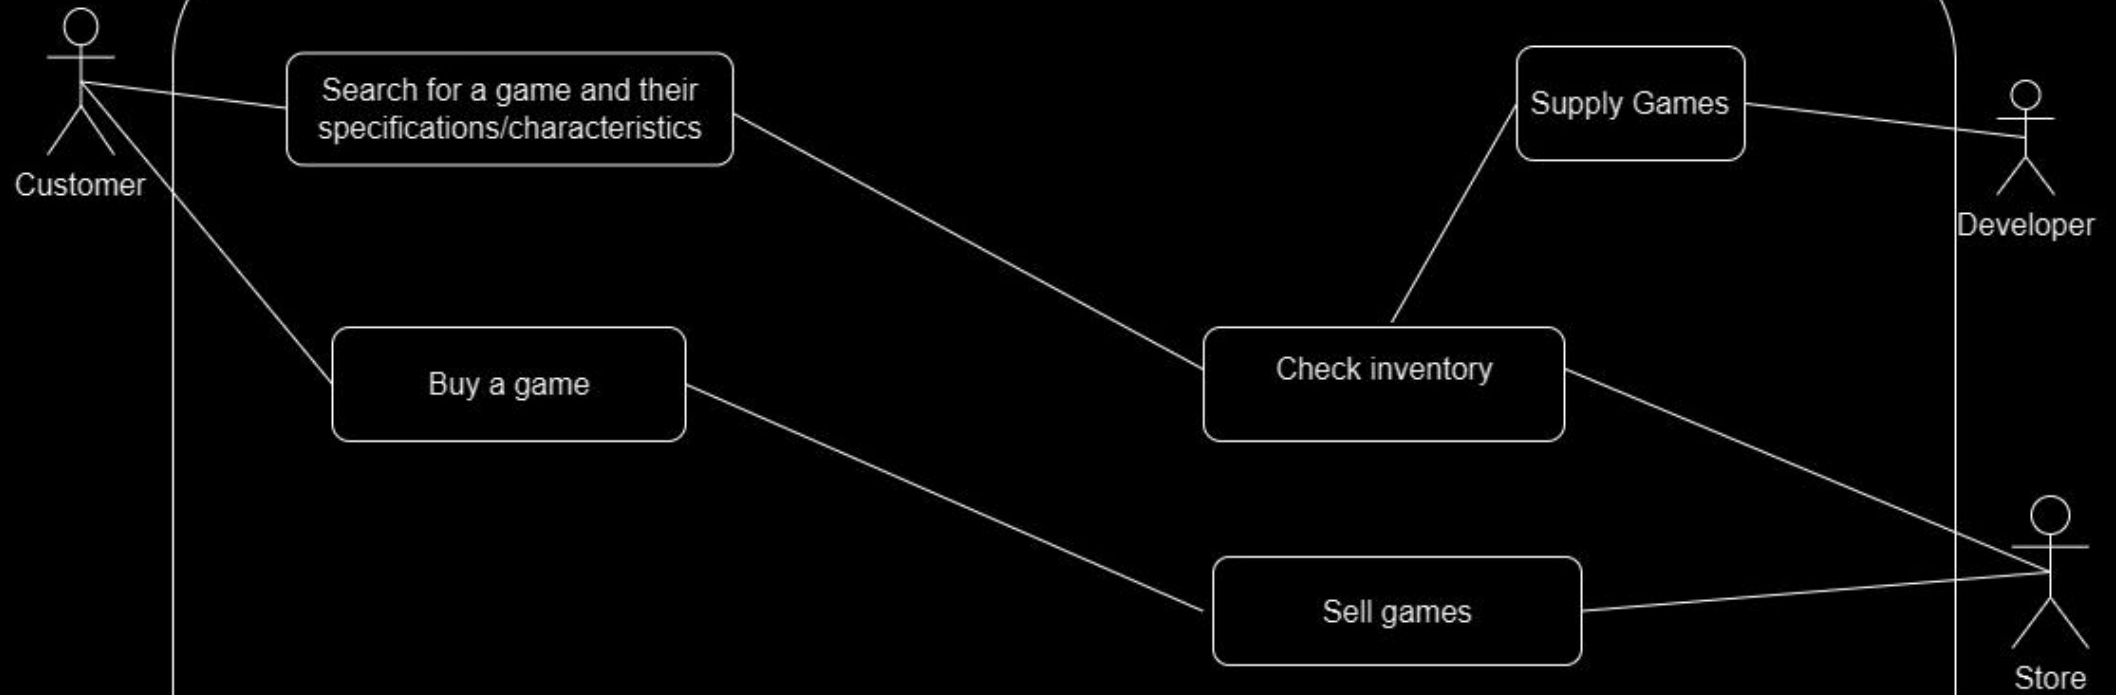 Search for a game and their
specifications/characteristics
Supply Games
Customer
Developer
Check inventory
Buy a game
Sell games
Store